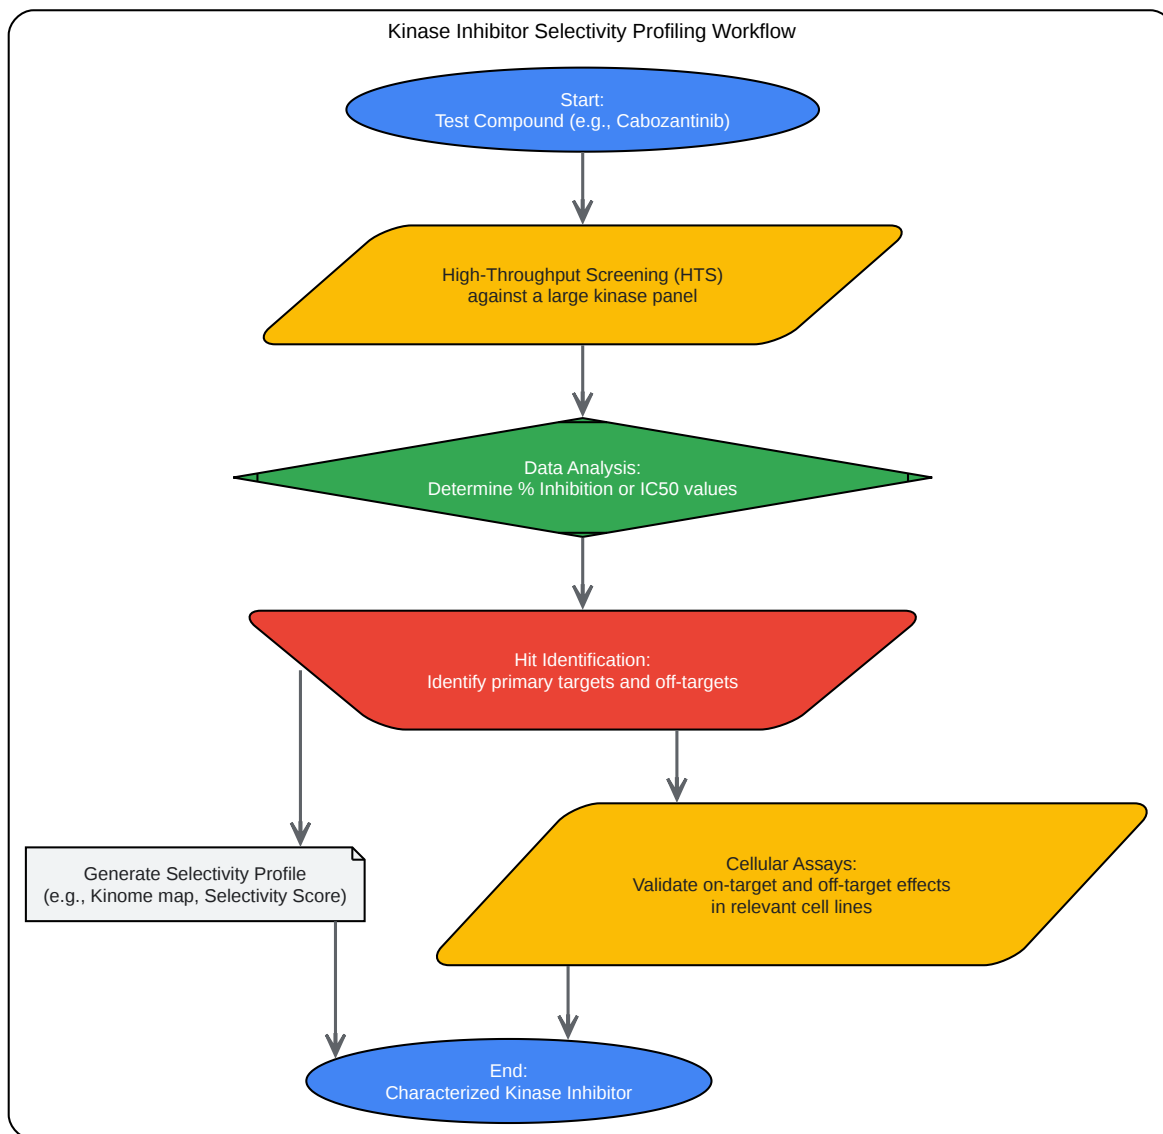 Kinase Inhibitor Selectivity Profiling Workflow
Start:
Test Compound (e.g., Cabozantinib)
High-Throughput Screening (HTS)
against a large kinase panel
Data Analysis:
Determine % Inhibition or IC50 values
Hit Identification:
Identify primary targets and off-targets
Generate Selectivity Profile
(e.g., Kinome map, Selectivity Score)
Cellular Assays:
Validate on-target and off-target effects
in relevant cell lines
End:
Characterized Kinase Inhibitor